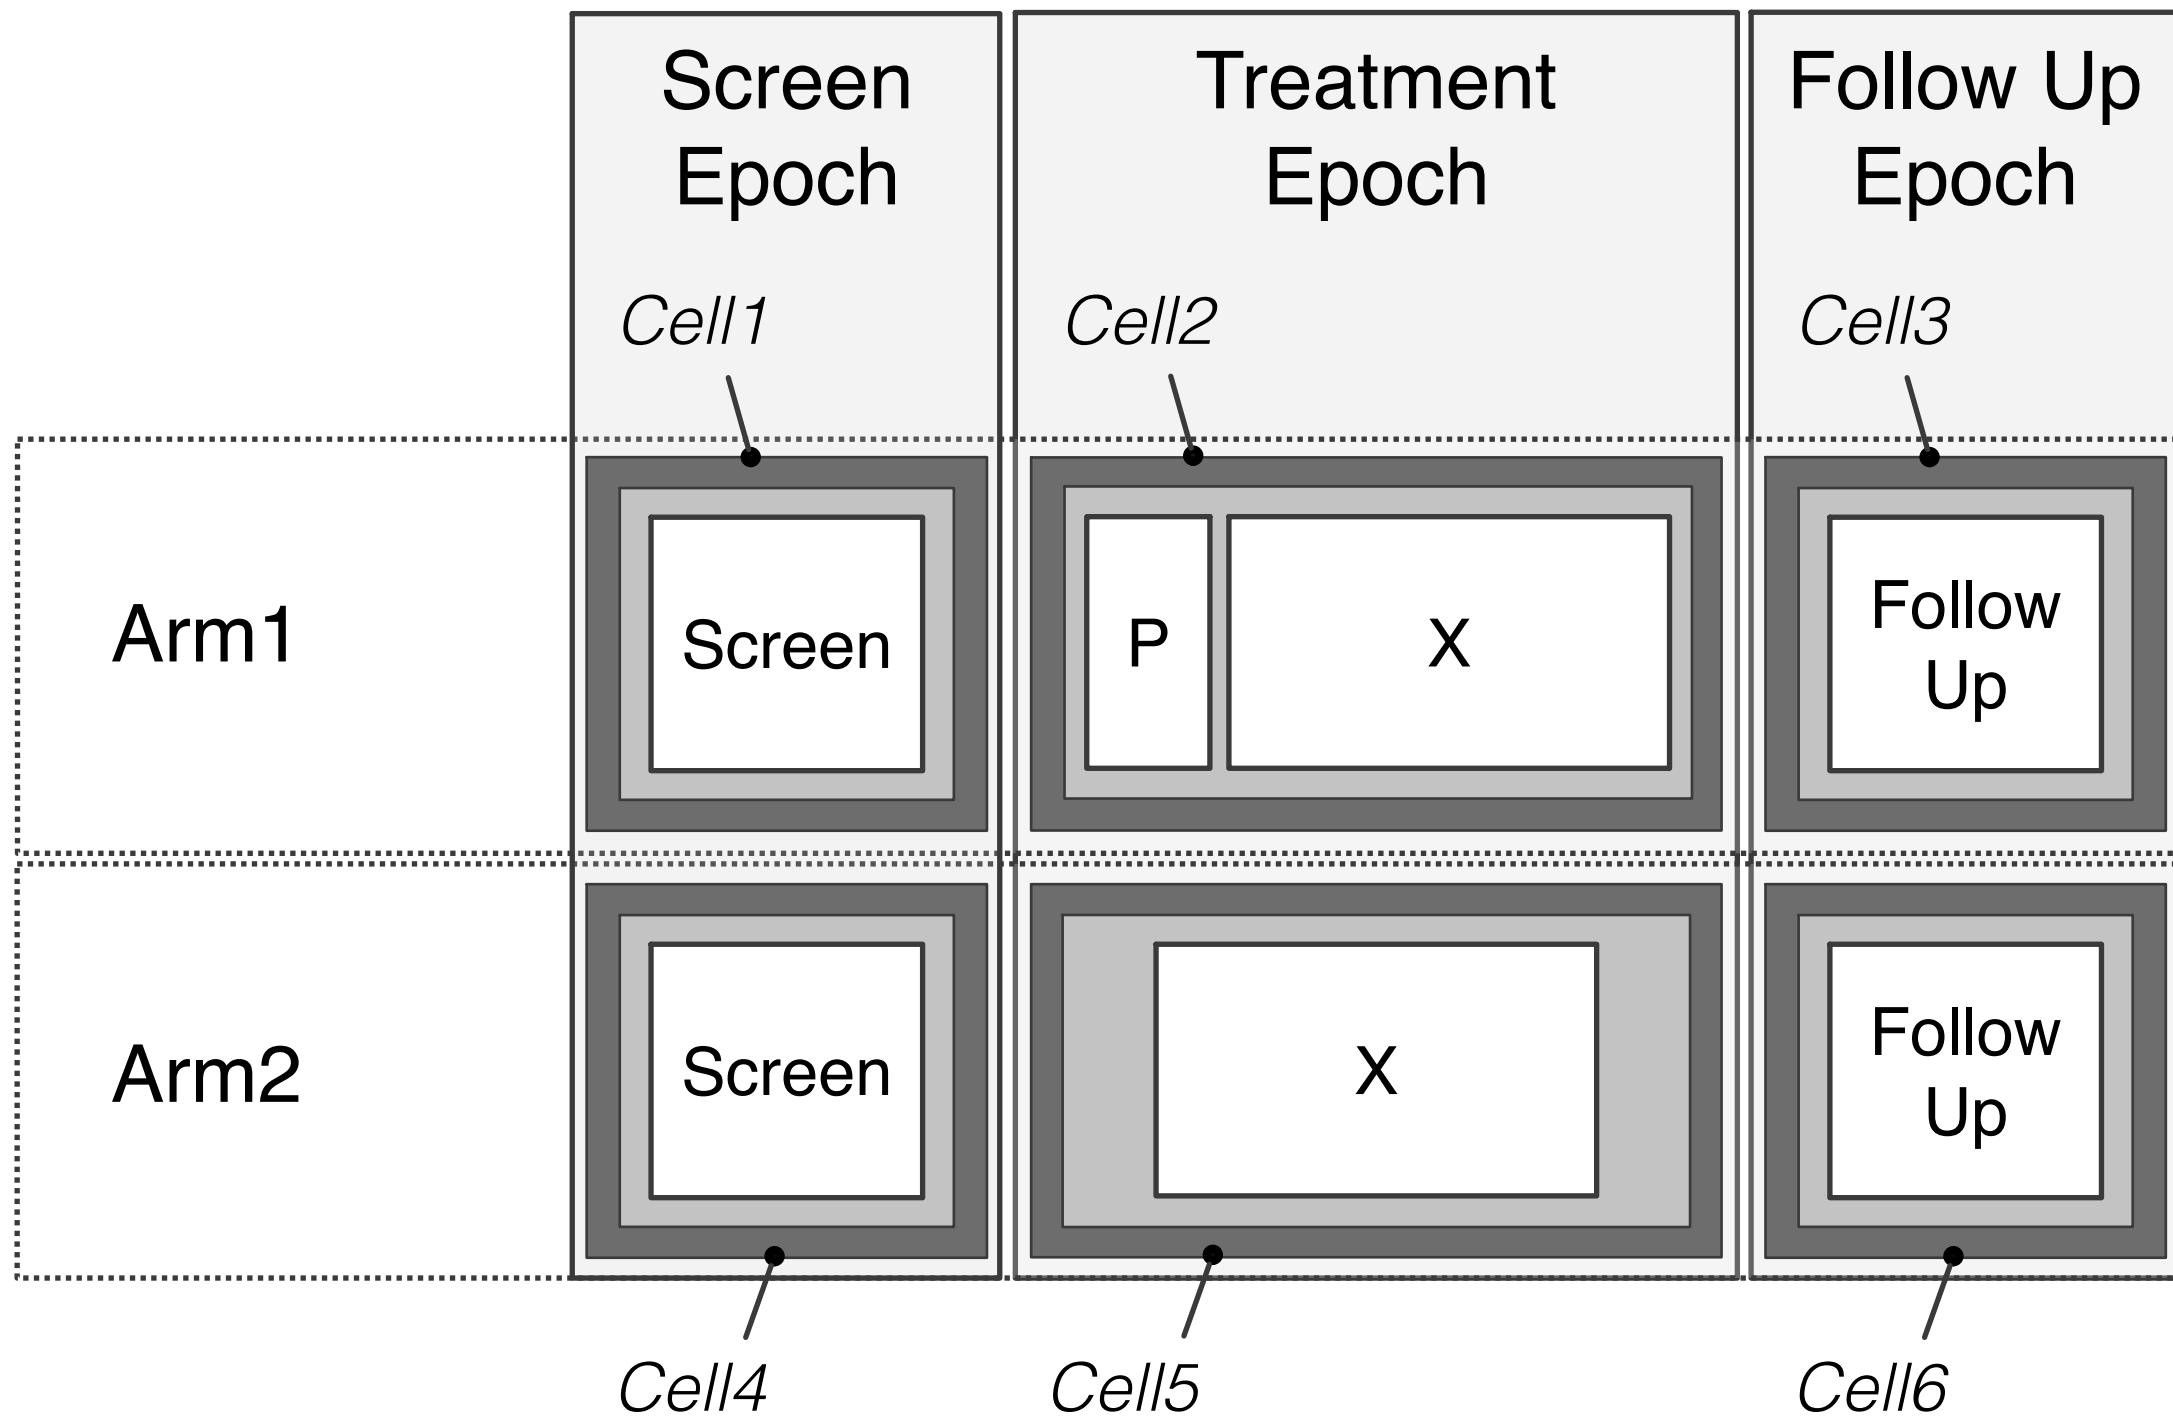 Screen
Epoch
Treatment
Epoch
Follow Up
Epoch
Cell1
Cell2
Cell3
Arm1
Screen
P
X
Follow
Up
Arm2
Screen
X
Follow
Up
Cell4
Cell5
Cell6